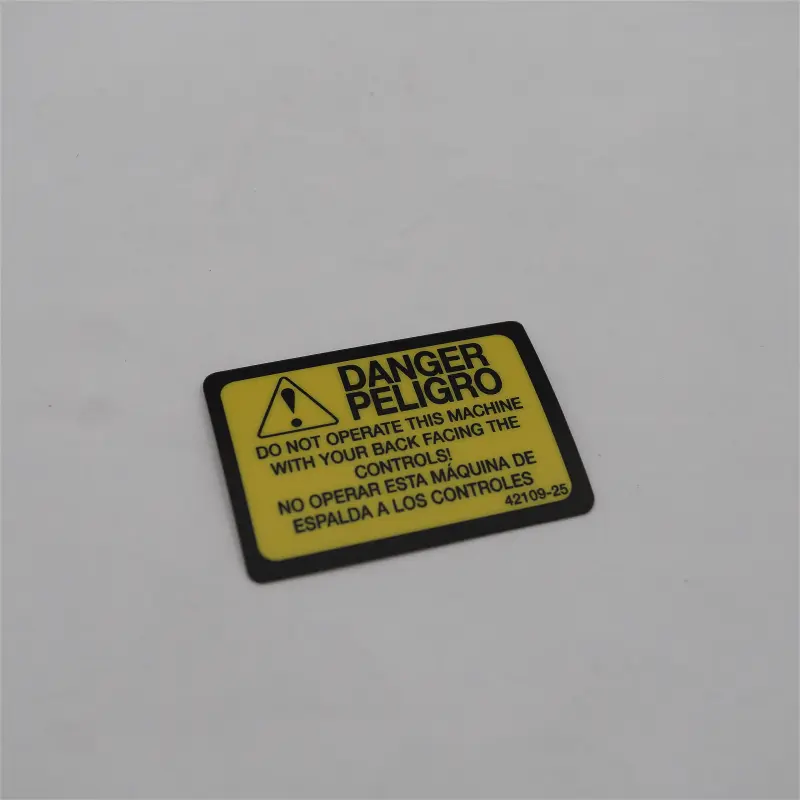 DANGER
PELIGRO
DO NOT OPERATE THIS MACHINE
WITH YOUR BACK FACING THE
CONTROLS!
NO OPERAR ESTA MÁQUINA DE
ESPALDA A LOS CONTROLES
42109-25